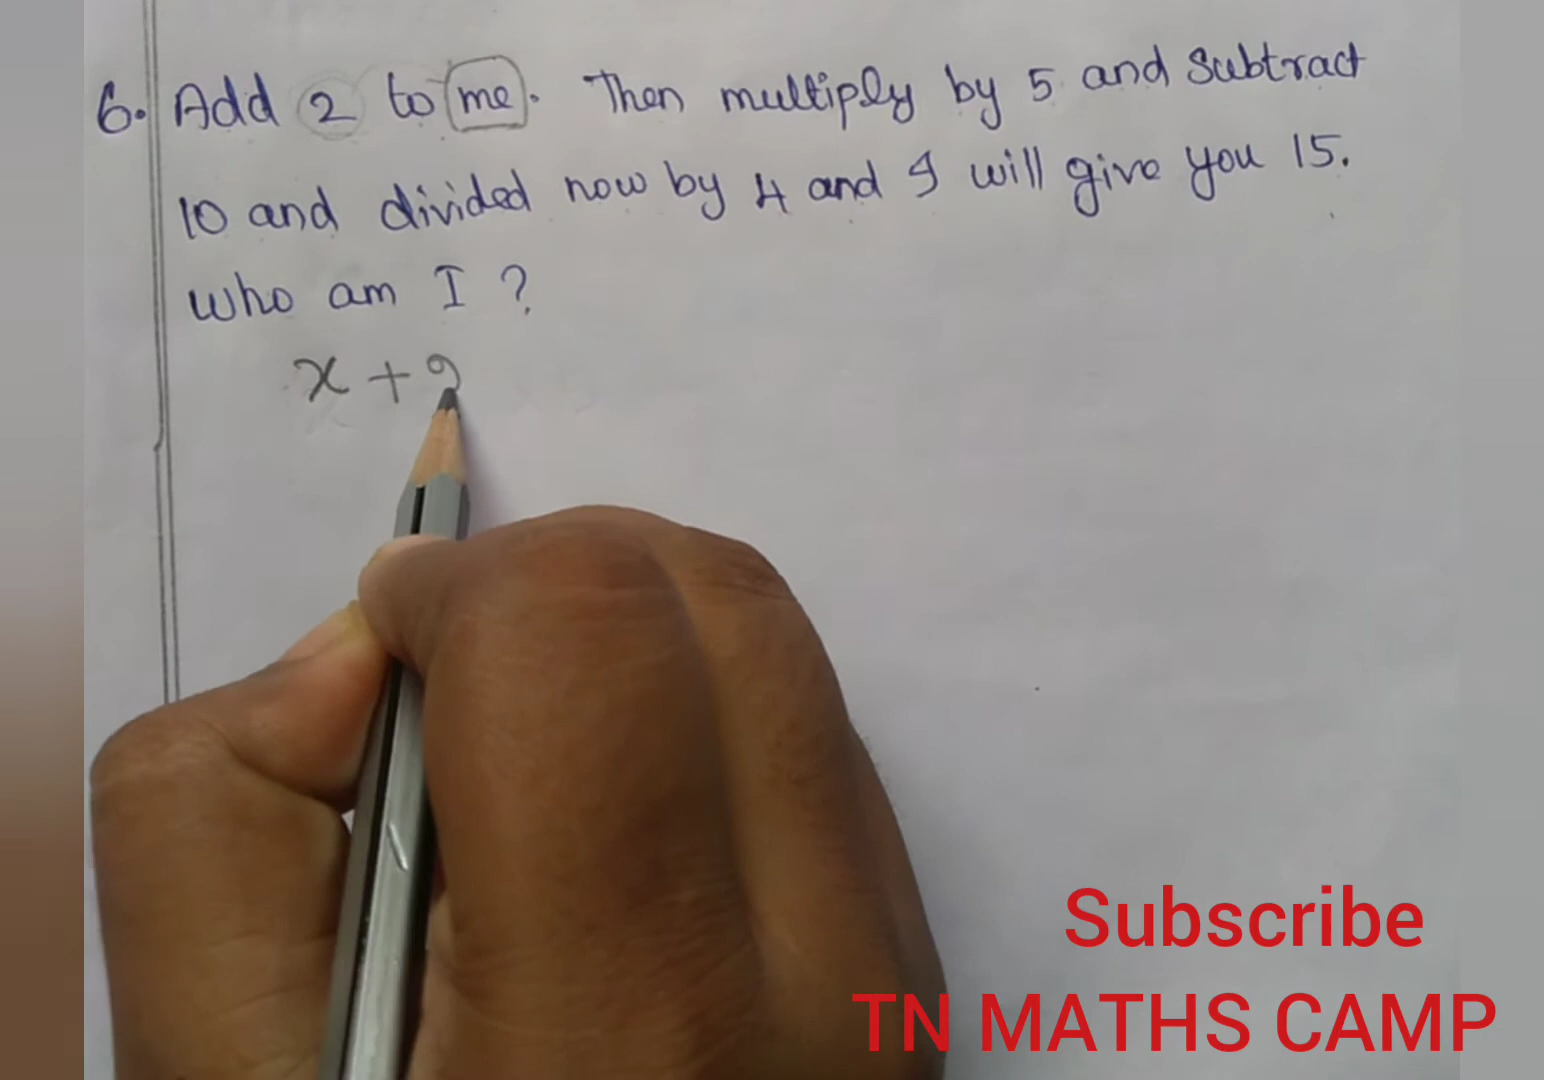 6. Add 2 to me. Then multiply by 5 and Subtract
10 and divided now by 4 and I will give you 15.
Who am I ?
x + 2
Subscribe
TN MATHS CAMP